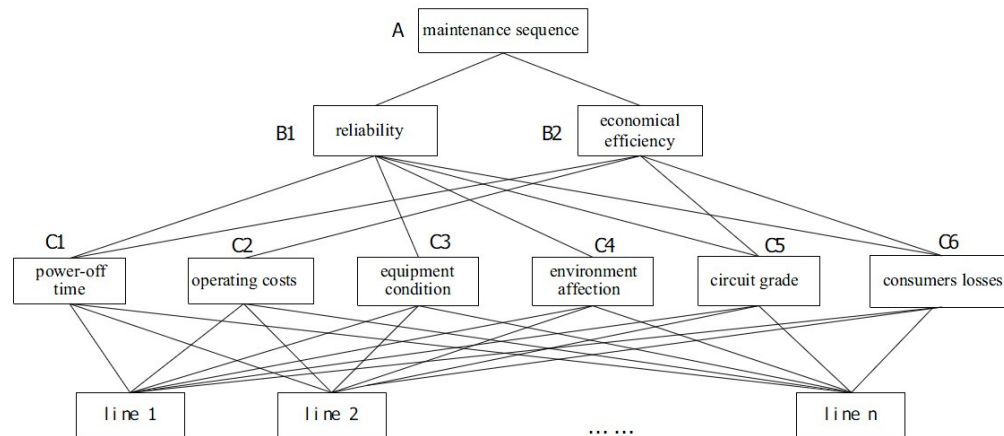 A
maintenance sequence
B1
reliability
B2
economical
efficiency
C1
C2
C3
C4
C5
C6
power-off
time
operating costs
equipment
condition
environment
affection
circuit grade
consumers losses
line 1
line 2
……
line n